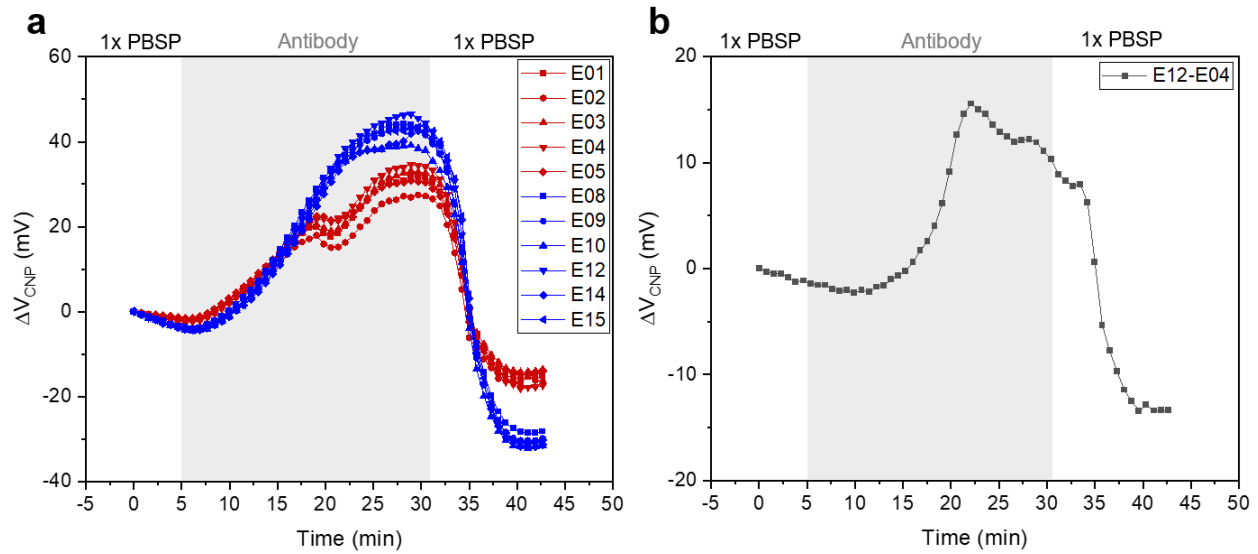 a
1x PBSP
Antibody
1x PBSP
60
40
20
0
-20
-40
ΔVCNP (mV)
E01
E02
E03
E04
E05
E08
E09
E10
E12
E14
E15
-5
0
5
10
15
20
25
30
35
40
45
50
Time (min)
b
1x PBSP
Antibody
1x PBSP
20
10
0
-10
-20
ΔVCNP (mV)
E12-E04
-5
0
5
10
15
20
25
30
35
40
45
50
Time (min)